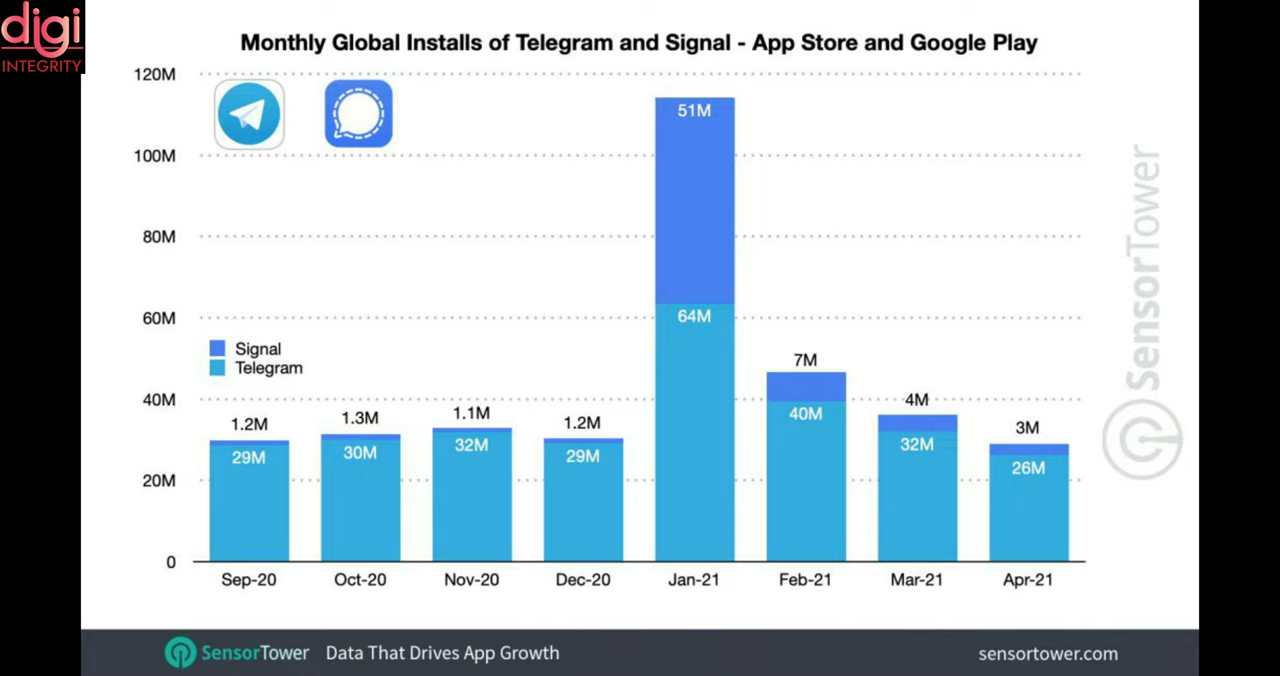 digi
INTEGRITY
Monthly Global Installs of Telegram and Signal - App Store and Google Play
120M
100M
80M
60M
40M
20M
0
Signal
Telegram
1.2M
29M
1.3M
30M
1.1M
32M
1.2M
29M
51M
64M
7M
40M
4M
32M
3M
26M
Sep-20 Oct-20 Nov-20 Dec-20 Jan-21 Feb-21 Mar-21 Apr-21
SensorTower
SensorTower Data That Drives App Growth sensortower.com